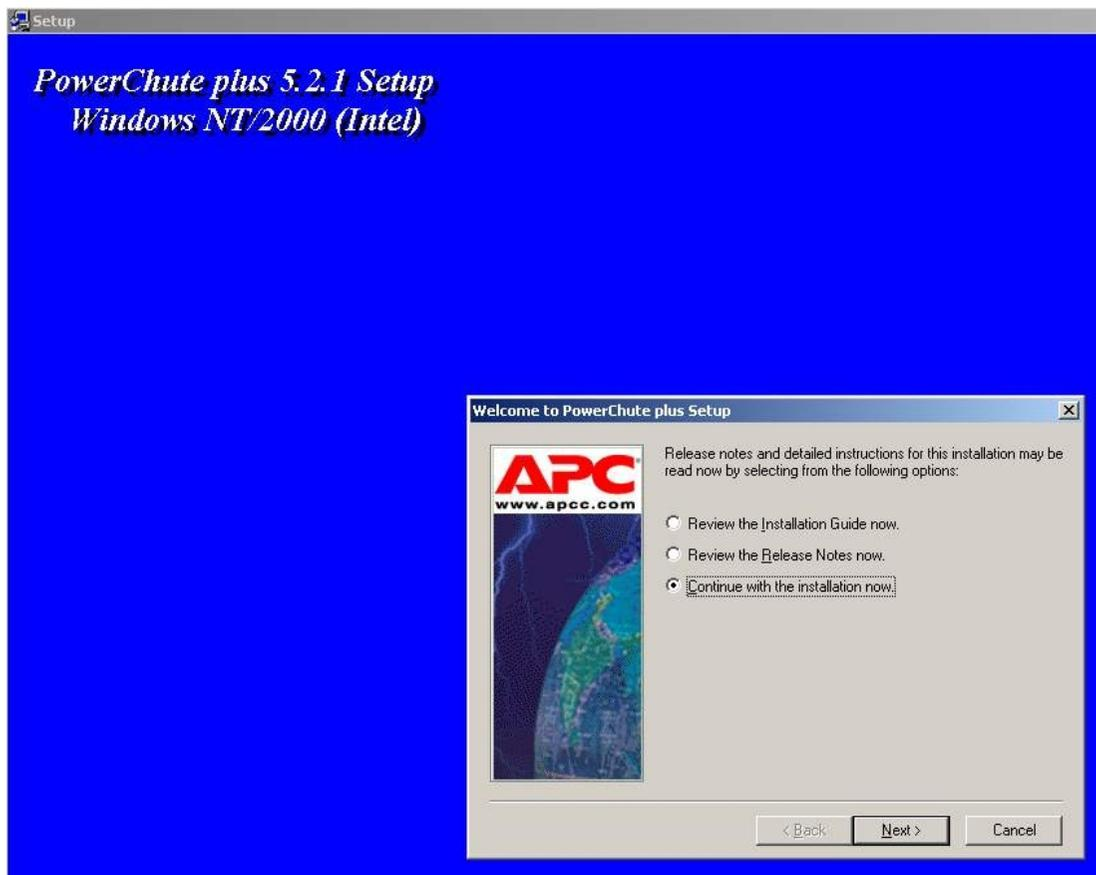 Setup
PowerChute plus 5.2.1 Setup
Windows NT/2000 (Intel)
Welcome to PowerChute plus Setup
APC
www.apcc.com
Release notes and detailed instructions for this installation may be
read now by selecting from the following options:
Review the Installation Guide now.
Review the Release Notes now.
Continue with the installation now.
< Back
Next >
Cancel